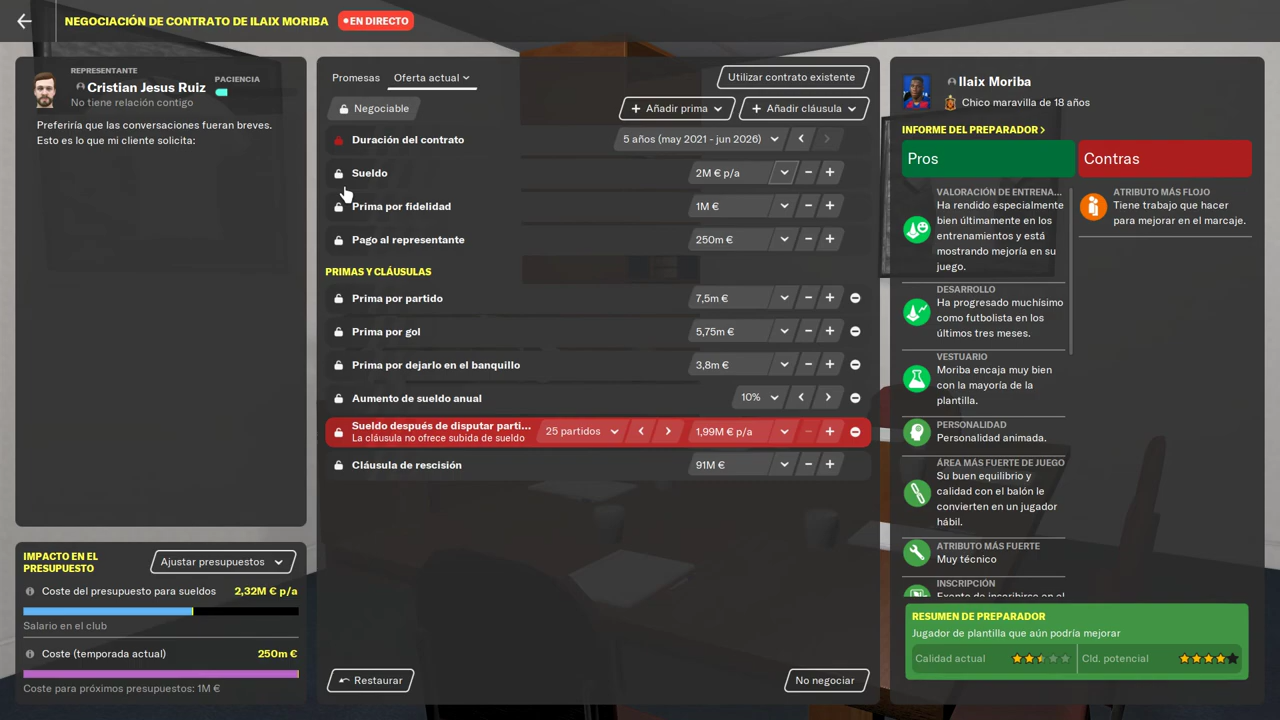 NEGOCIACIÓN DE CONTRATO DE ILAIX MORIBA
EN DIRECTO
REPRESENTANTE
Cristian Jesus Ruiz
No tiene relación contigo
PACIENCIA
Preferiría que las conversaciones fueran breves.
Esto es lo que mi cliente solicita:
Promesas
Oferta actual
Utilizar contrato existente
Negociable
Añadir prima
Añadir cláusula
Duración del contrato
5 años (may 2021 - jun 2026)
Sueldo
2M € p/a
Prima por fidelidad
1M €
Pago al representante
250m €
PRIMAS Y CLÁUSULAS
Prima por partido
7,5m €
Prima por gol
5,75m €
Prima por dejarlo en el banquillo
3,8m €
Aumento de sueldo anual
10%
Sueldo después de disputar parti...
La cláusula no ofrece subida de sueldo
25 partidos
1,99M € p/a
Cláusula de rescisión
91M €
Restaurar
No negociar
IMPACTO EN EL
PRESUPUESTO
Ajustar presupuestos
Coste del presupuesto para sueldos
2,32M € p/a
Salario en el club
Coste (temporada actual)
250m €
Coste para próximos presupuestos: 1M €
Ilaix Moriba
Chico maravilla de 18 años
INFORME DEL PREPARADOR
Pros
Contras
VALORACIÓN DE ENTRENA...
Ha rendido especialmente
bien últimamente en los
entrenamientos y está
mostrando mejoría en su
juego.
DESARROLLO
Ha progresado muchísimo
como futbolista en los
últimos tres meses.
VESTUARIO
Moriba encaja muy bien
con la mayoría de la
plantilla.
PERSONALIDAD
Personalidad animada.
ÁREA MÁS FUERTE DE JUEGO
Su buen equilibrio y
calidad con el balón le
convierten en un jugador
hábil.
ATRIBUTO MÁS FUERTE
Muy técnico
INSCRIPCIÓN
Exento de inscribirse en el
ATRIBUTO MÁS FLOJO
Tiene trabajo que hacer
para mejorar en el marcaje.
RESUMEN DE PREPARADOR
Jugador de plantilla que aún podría mejorar
Calidad actual
Cld. potencial